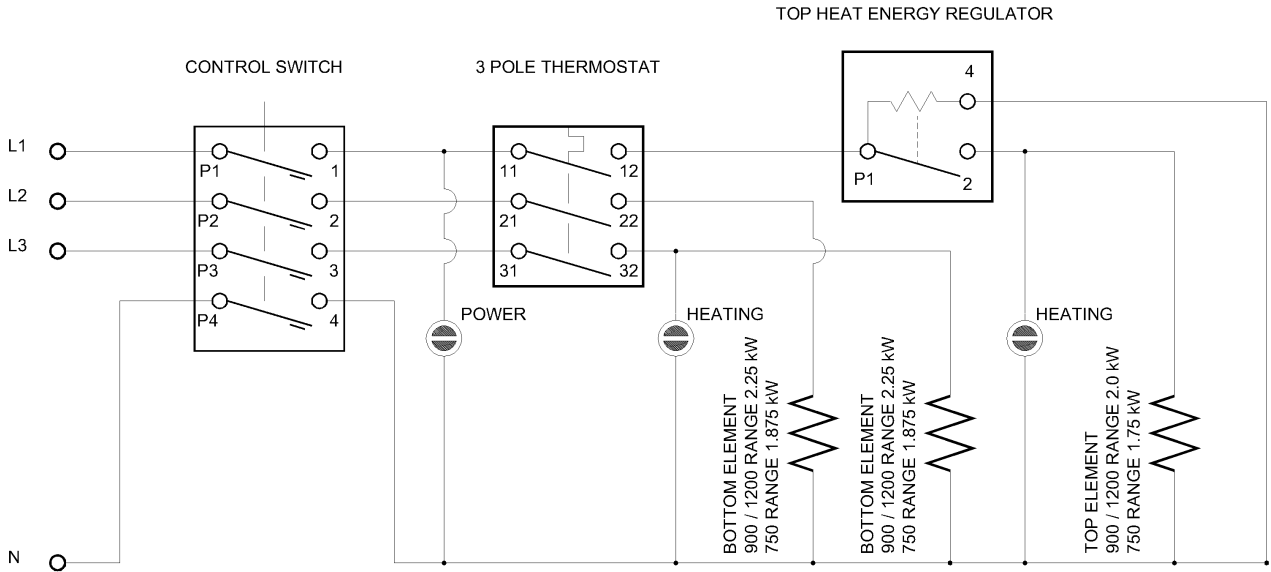 TOP HEAT ENERGY REGULATOR
CONTROL SWITCH
3 POLE THERMOSTAT
4
L1
P1
1
11
12
P1
2
L2
P2
2
21
22
L3
P3
3
31
32
P4
4
POWER
HEATING
HEATING
BOTTOM ELEMENT
900 / 1200 RANGE 2.25 kW
750 RANGE 1.875 kW
BOTTOM ELEMENT
900 / 1200 RANGE 2.25 kW
750 RANGE 1.875 kW
TOP ELEMENT
900 / 1200 RANGE 2.0 kW
750 RANGE 1.75 kW
N